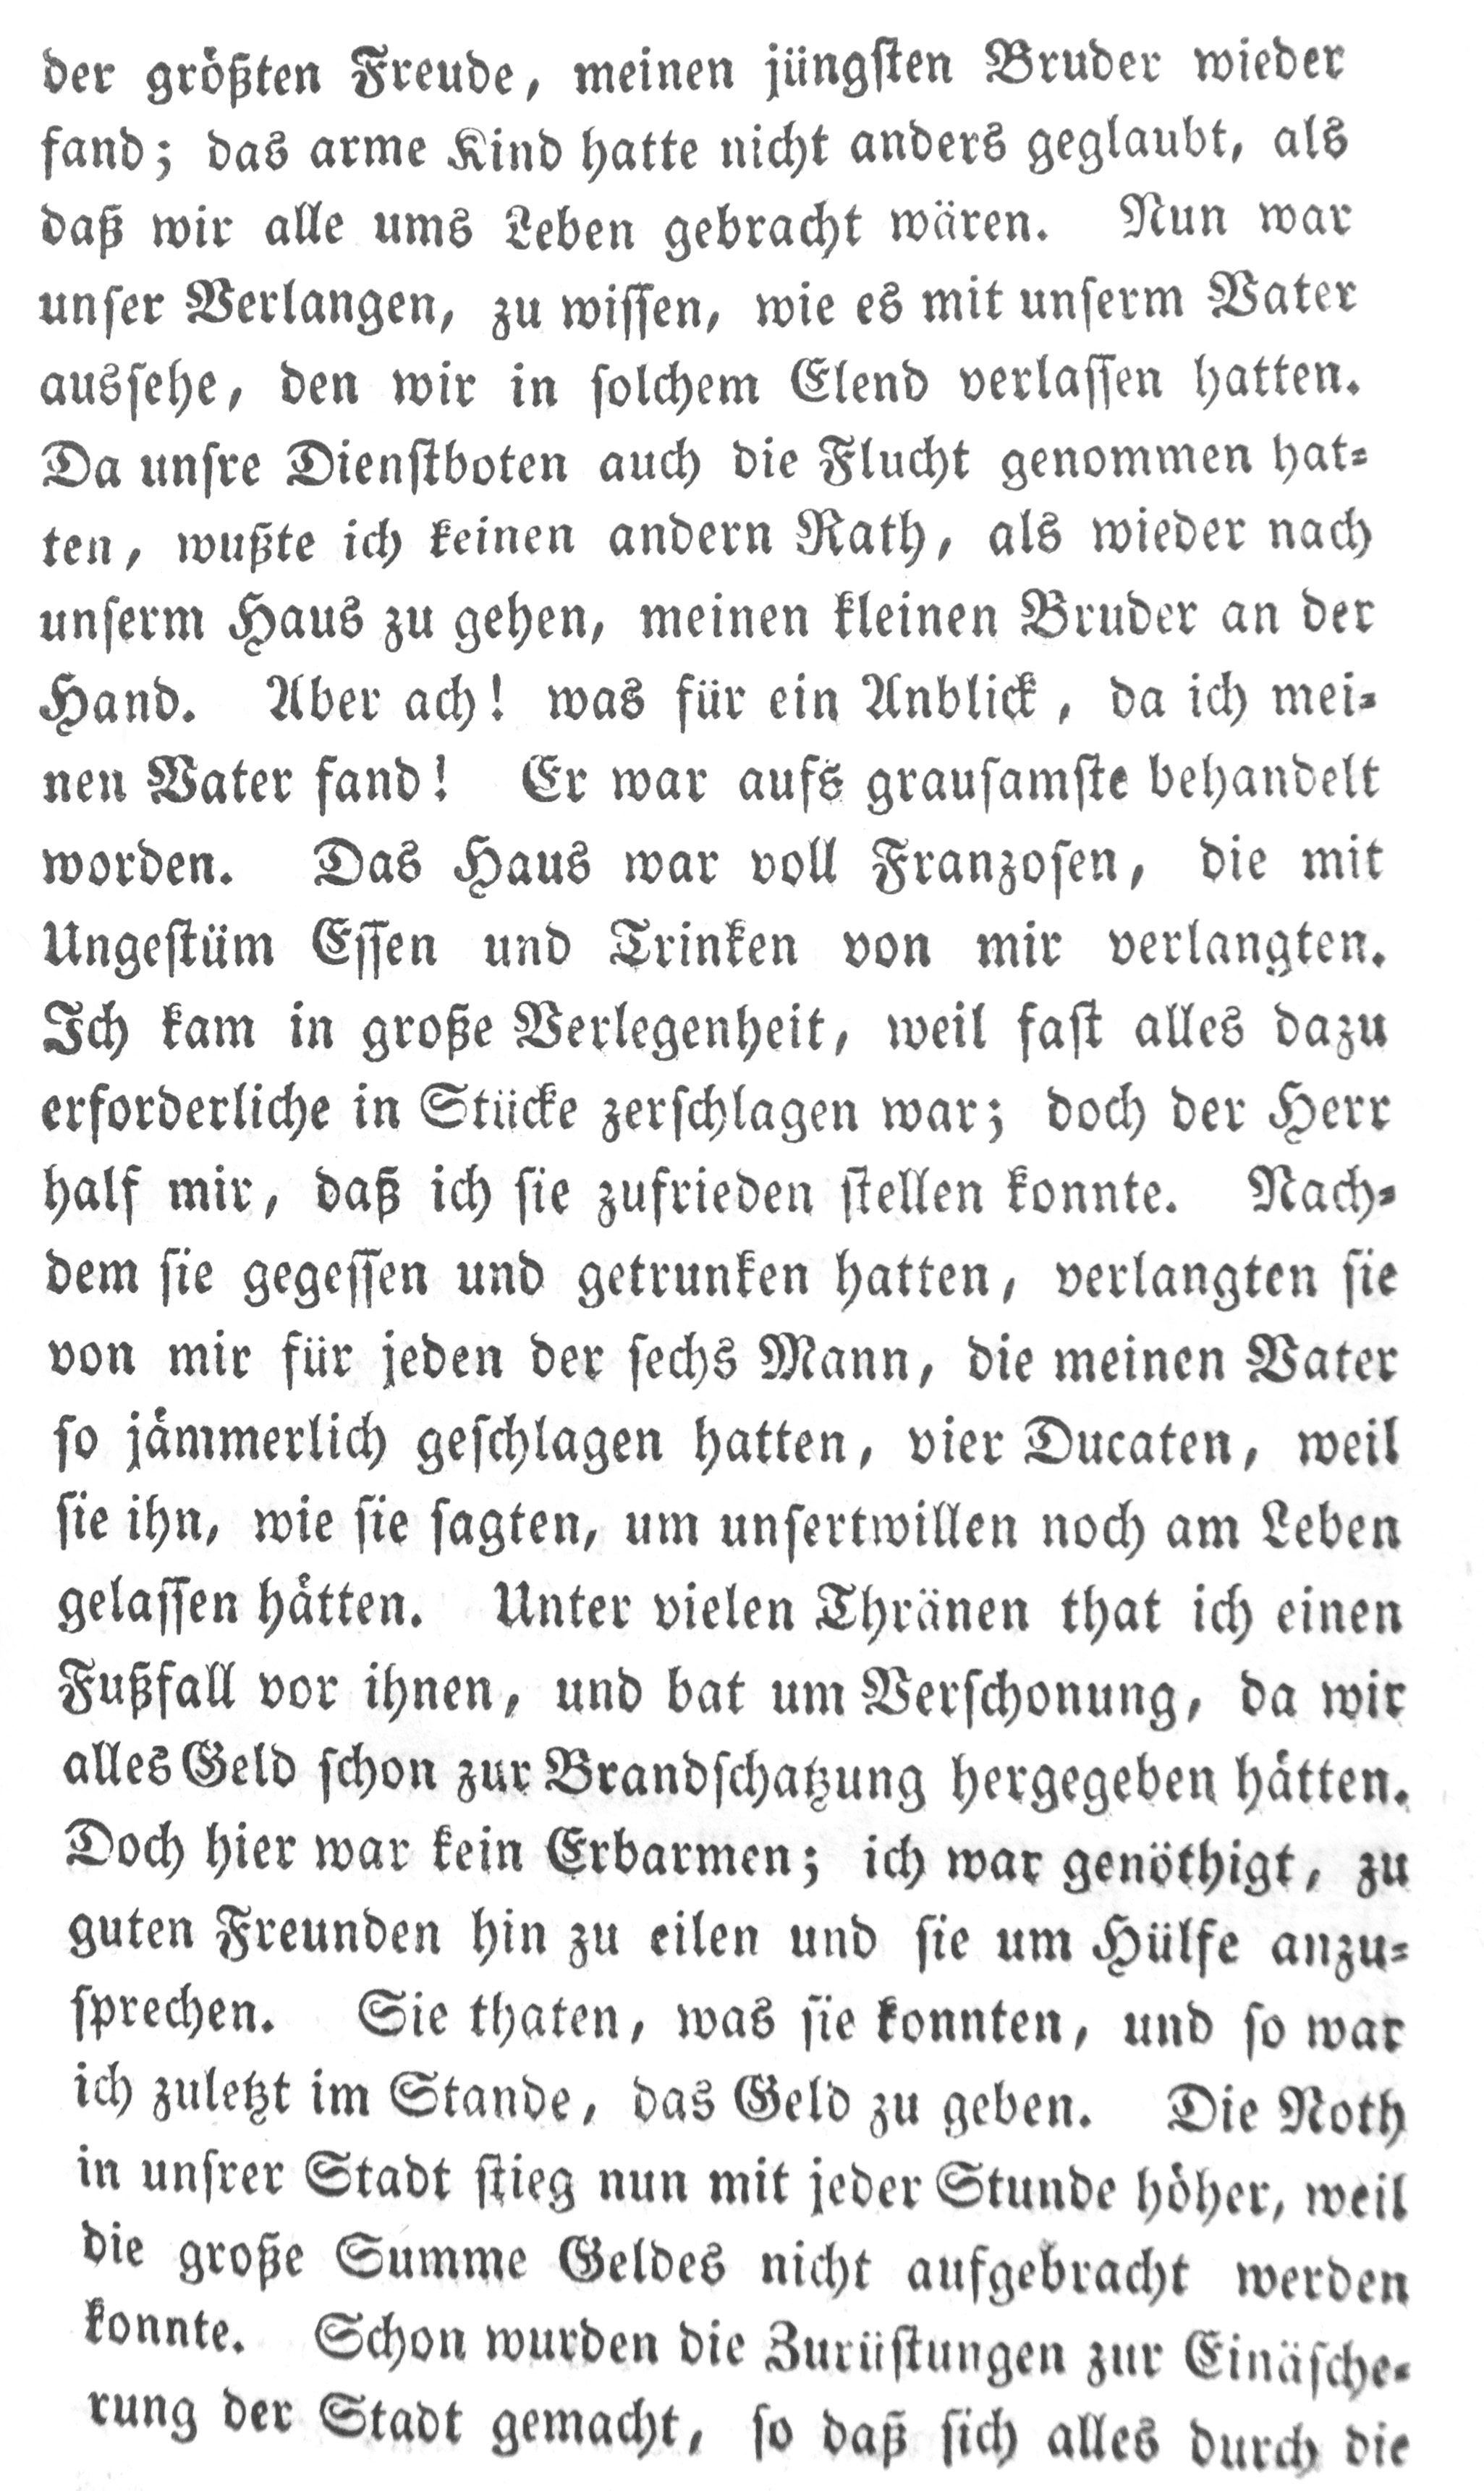 der größten Freude, meinen jüngsten Bruder wieder
fand; das arme Kind hatte nicht anders geglaubt, als
daß wir alle ums Leben gebracht wären. Nun war
unser Verlangen, zu wissen, wie es mit unserm Vater
aussehe, den wir in solchem Elend verlassen hatten.
Da unsre Dienstboten auch die Flucht genommen hat-
ten, wußte ich keinen andern Rath, als wieder nach
unserm Haus zu gehen, meinen kleinen Bruder an der
Hand. Aber ach! was für ein Anblick, da ich mei-
nen Vater fand! Er war aufs grausamste behandelt
worden. Das Haus war voll Franzosen, die mit
Ungestüm Essen und Trinken von mir verlangten.
Ich kam in große Verlegenheit, weil fast alles dazu
erforderliche in Stücke zerschlagen war; doch der Herr
half mir, daß ich sie zufrieden stellen konnte. Nach-
dem sie gegessen und getrunken hatten, verlangten sie
von mir für jeden der sechs Mann, die meinen Vater
so jämmerlich geschlagen hatten, vier Ducaten, weil
sie ihn, wie sie sagten, um unsertwillen noch am Leben
gelassen hätten. Unter vielen Thränen that ich einen
Fußfall vor ihnen, und bat um Verschonung, da wir
alles Geld schon zur Brandschatzung hergegeben hätten.
Doch hier war kein Erbarmen; ich war genöthigt, zu
guten Freunden hin zu eilen und sie um Hülfe anzu-
sprechen. Sie thaten, was sie konnten, und so war
ich zuletzt im Stande, das Geld zu geben. Die Noth
in unsrer Stadt stieg nun mit jeder Stunde höher, weil
die große Summe Geldes nicht aufgebracht werden
konnte. Schon wurden die Zurüstungen zur Einäsche-
rung der Stadt gemacht, so daß sich alles durch die